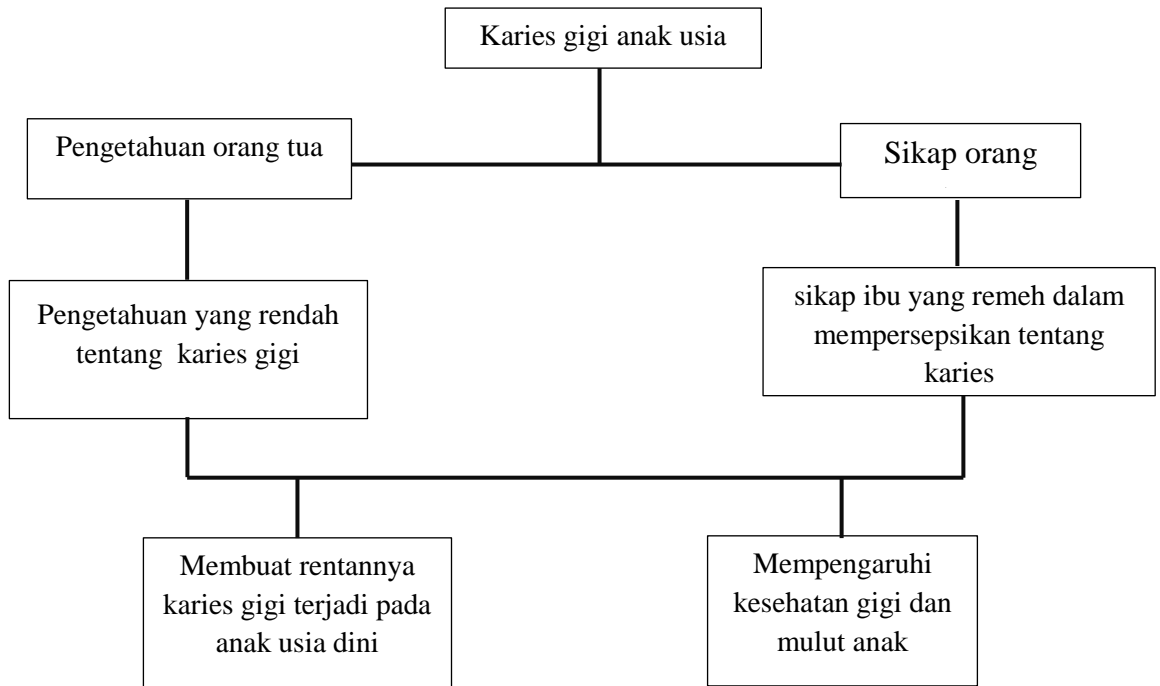 Karies gigi anak usia
Pengetahuan orang tua
Sikap orang
Pengetahuan yang rendah
tentang karies gigi
sikap ibu yang remeh dalam
mempersepsikan tentang
karies
Membuat rentannya
karies gigi terjadi pada
anak usia dini
Mempengaruhi
kesehatan gigi dan
mulut anak